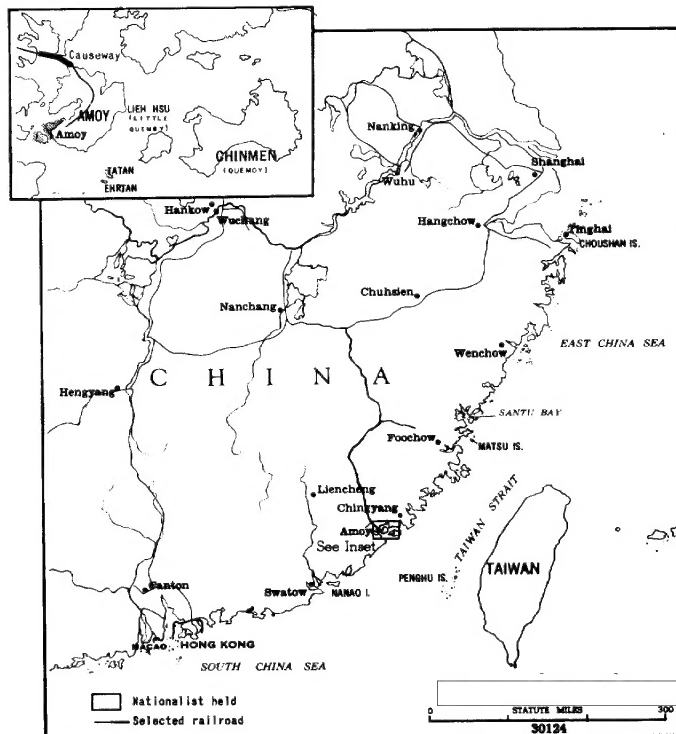 Causeway
AMOY
Amoy
LIEH HSU
(LITTLE
QUEMOY)
CHINMEN
(QUEMOY)
TATAN
EHRTAN
Nanking
Shanghai
Wuhu
Hankow
Wuchang
Hangchow
Tinghai
CHOUSHAN IS.
Chuhsien
Nanchang
EAST CHINA SEA
Wenchow
CHINA
Hengyang
SANTU BAY
Foochow
MATSU IS.
Liencheng
Chingyang
Amoy
See Inset
TAIWAN STRAIT
TAIWAN
PENGHU IS.
Canton
Swatow
NANAO I.
MACAO
HONG KONG
SOUTH CHINA SEA
Nationalist held
Selected railroad
STATUTE MILES
0 300
30124